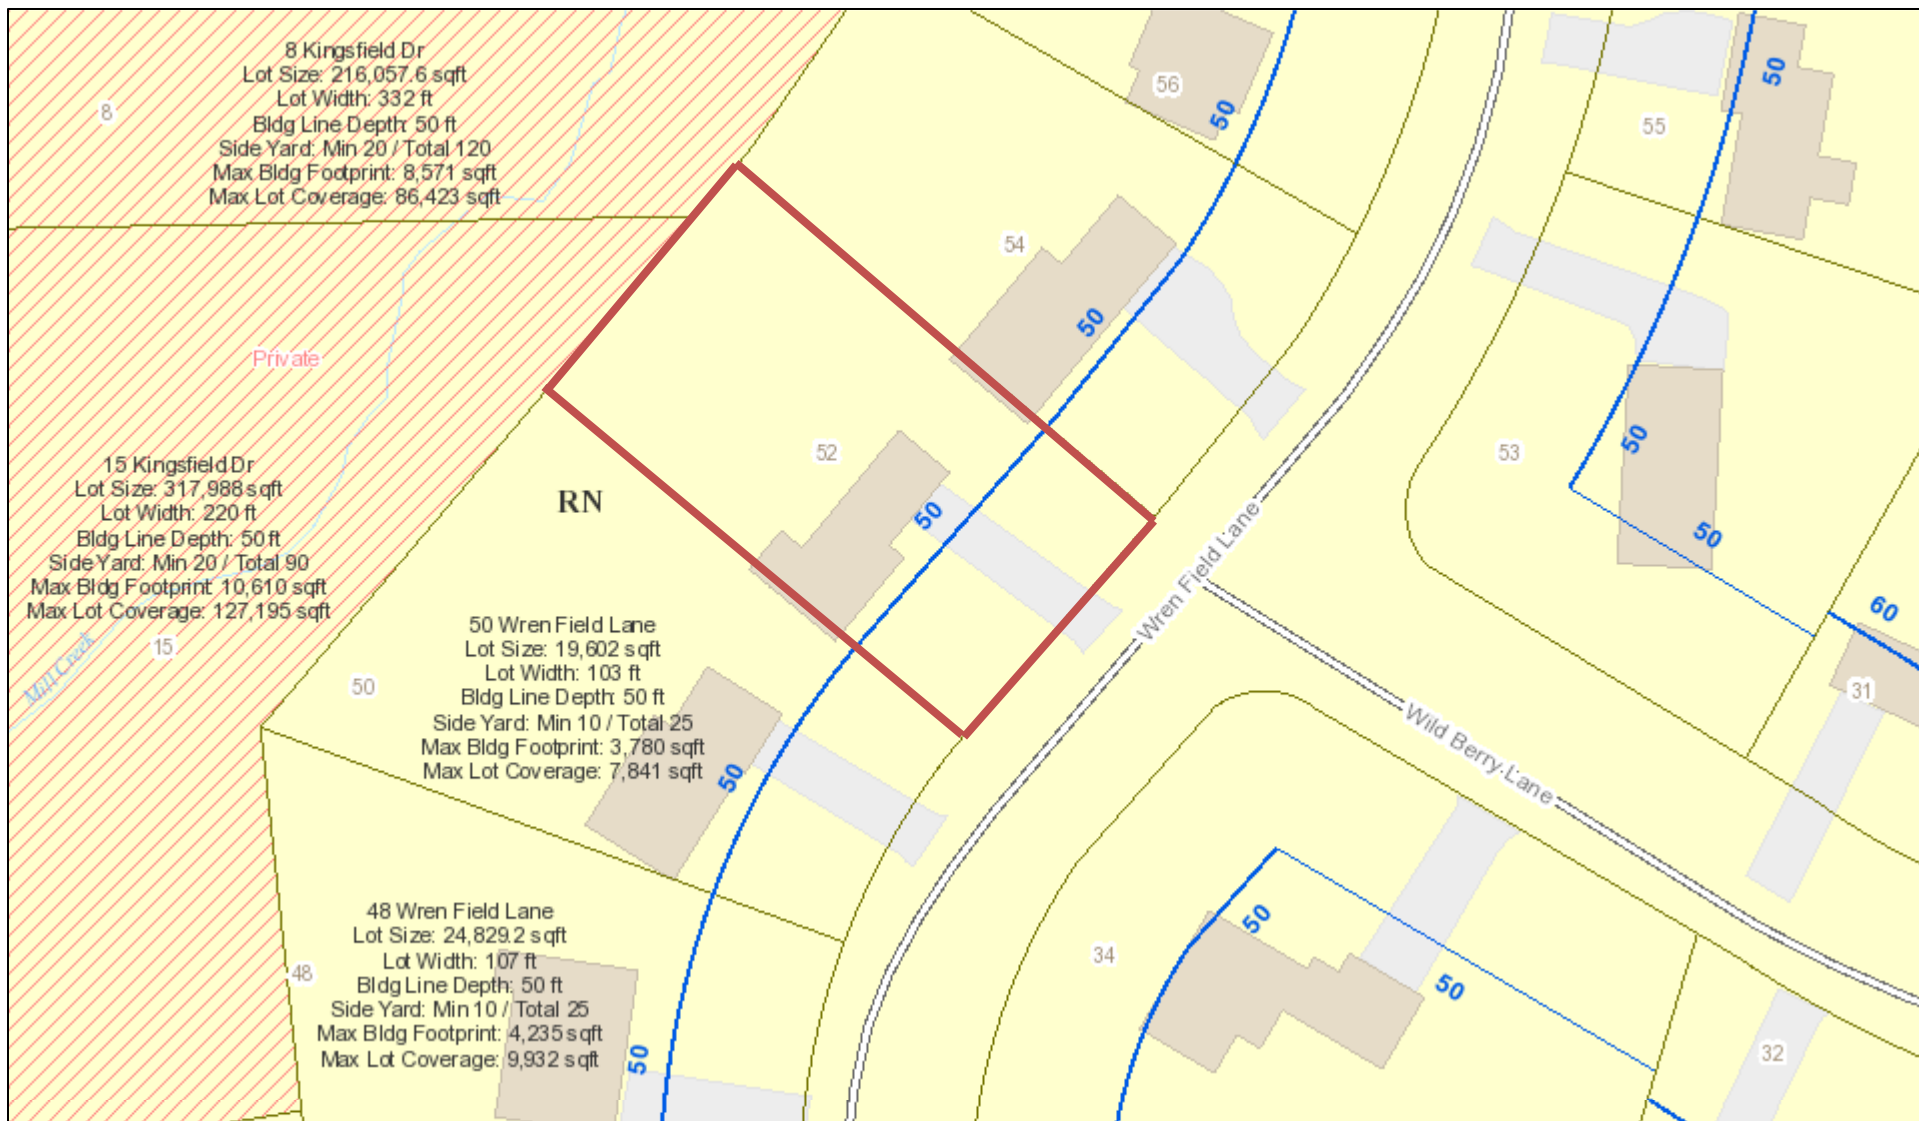 8 Kingsfield Dr
Lot Size: 216,057.6 sqft
Lot Width: 332 ft
Bldg Line Depth: 50 ft
Side Yard: Min 20 / Total 120
Max Bldg Footprint: 8,571 sqft
Max Lot Coverage: 86,423 sqft
8
56
50
50
55
54
50
Private
52
53
50
15 Kingsfield Dr
Lot Size: 317,988 sqft
Lot Width: 220 ft
Bldg Line Depth: 50 ft
Side Yard: Min 20 / Total 90
Max Bldg Footprint: 10,610 sqft
Max Lot Coverage: 127,195 sqft
15
Mill Creek
RN
50
50
Wren Field Lane
60
31
50 Wren Field Lane
Lot Size: 19,602 sqft
Lot Width: 103 ft
Bldg Line Depth: 50 ft
Side Yard: Min 10 / Total 25
Max Bldg Footprint: 3,780 sqft
Max Lot Coverage: 7,841 sqft
50
50
Wild Berry Lane
48 Wren Field Lane
Lot Size: 24,829.2 sqft
Lot Width: 107 ft
Bldg Line Depth: 50 ft
Side Yard: Min 10 / Total 25
Max Bldg Footprint: 4,235 sqft
Max Lot Coverage: 9,932 sqft
48
50
34
50
50
32